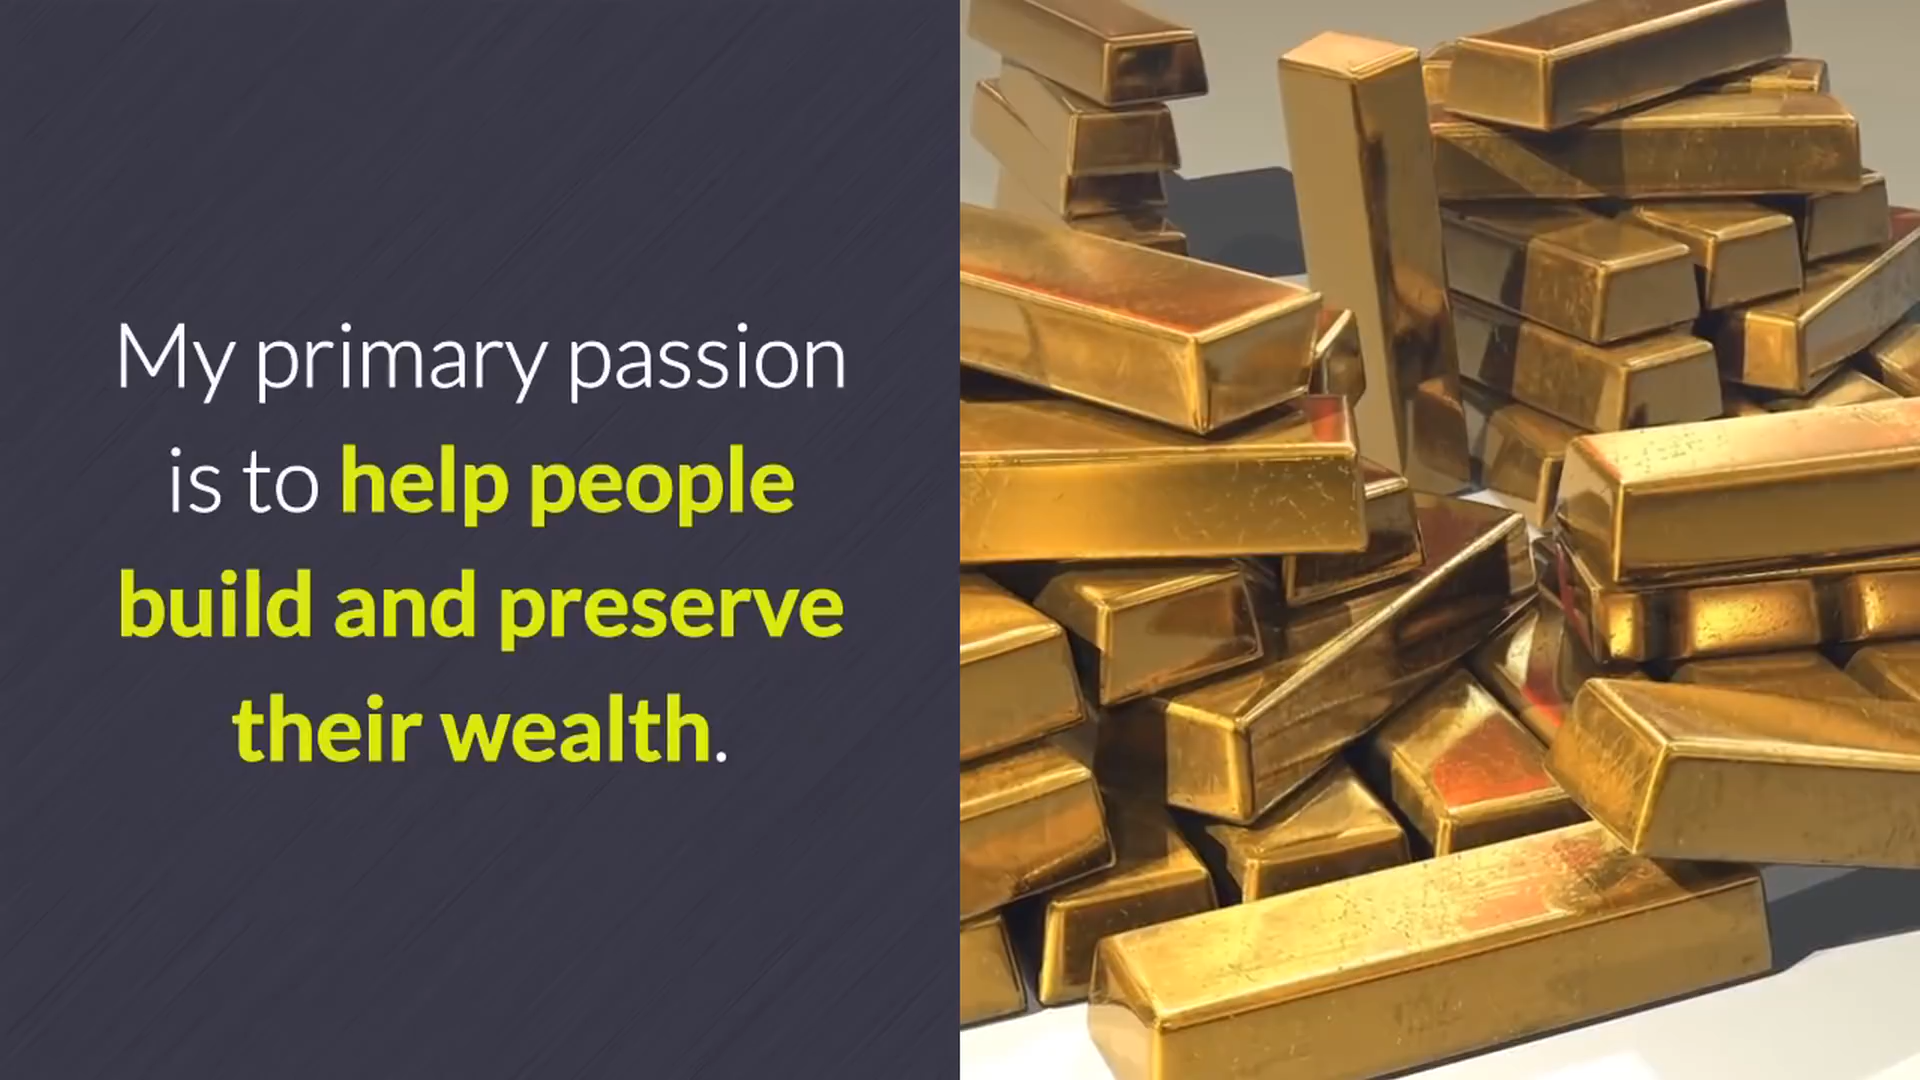 My primary passion
is to help people
build and preserve
their wealth.